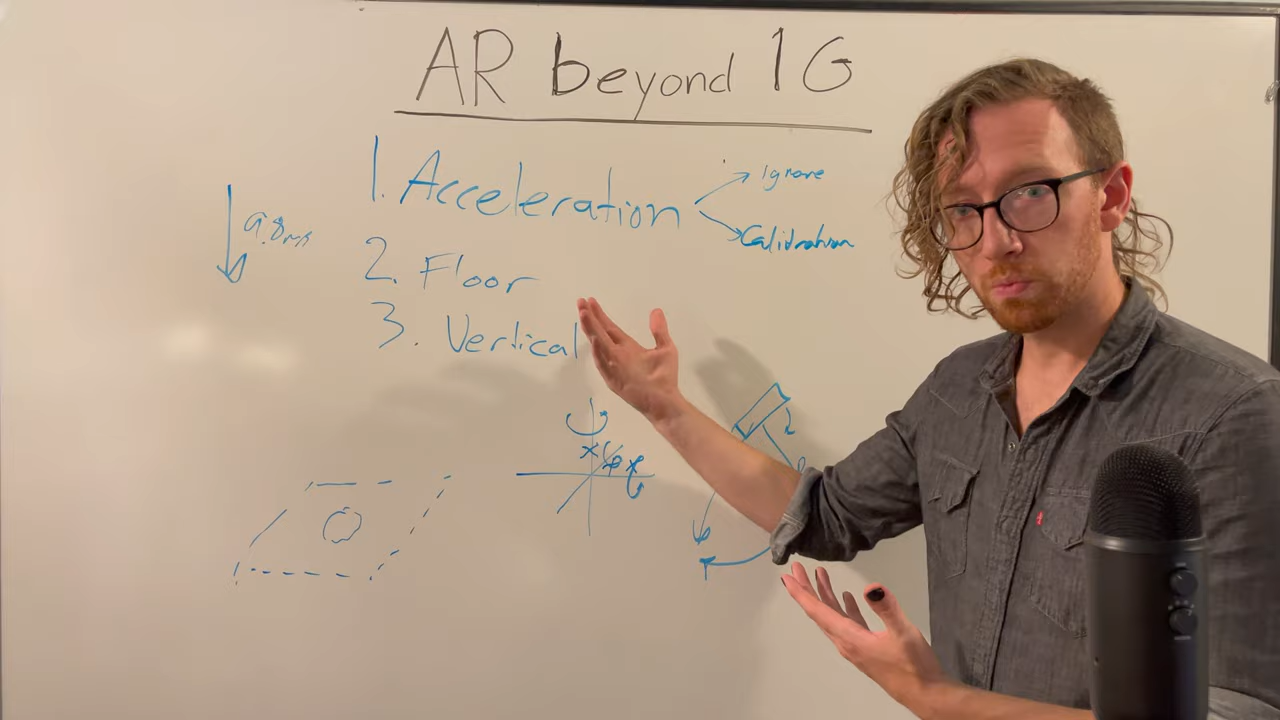 AR beyond 1G
1. Acceleration
Ignore
Calibration
9.8m/s
2. Floor
3. Vertical